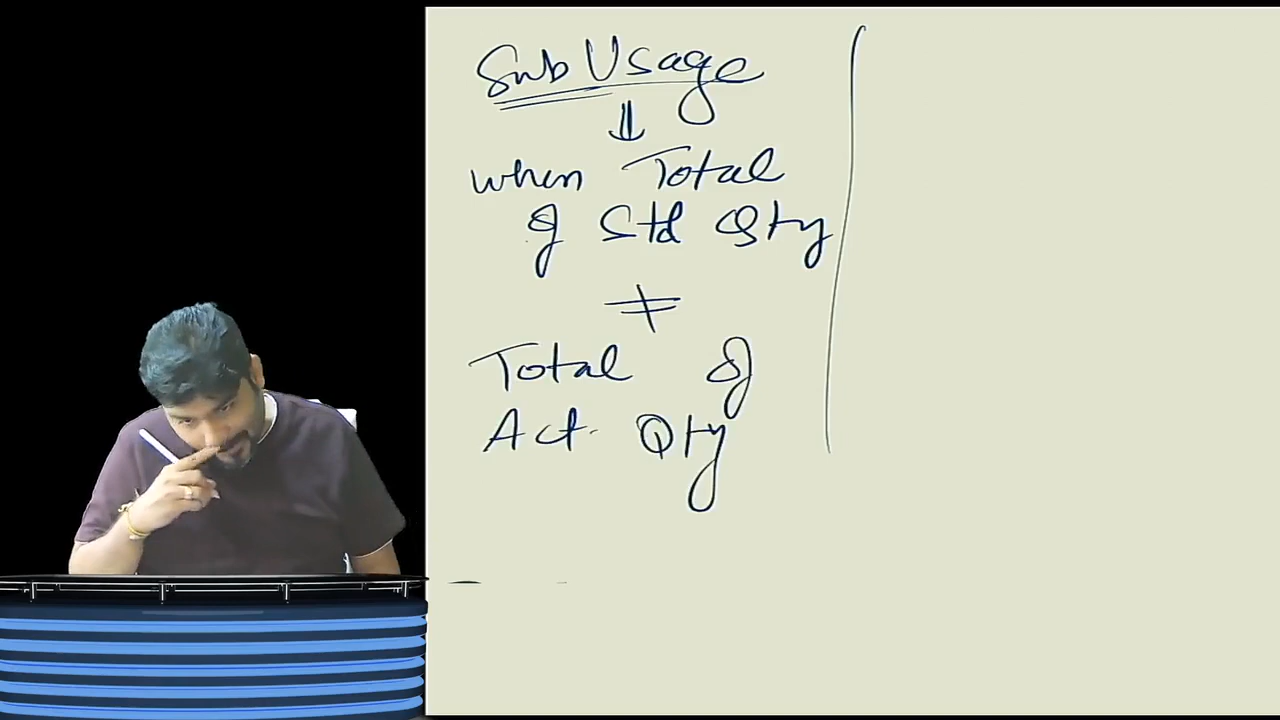 Sub Usage
⇓
when Total
of Std Qty
≠
Total of
Act. Qty